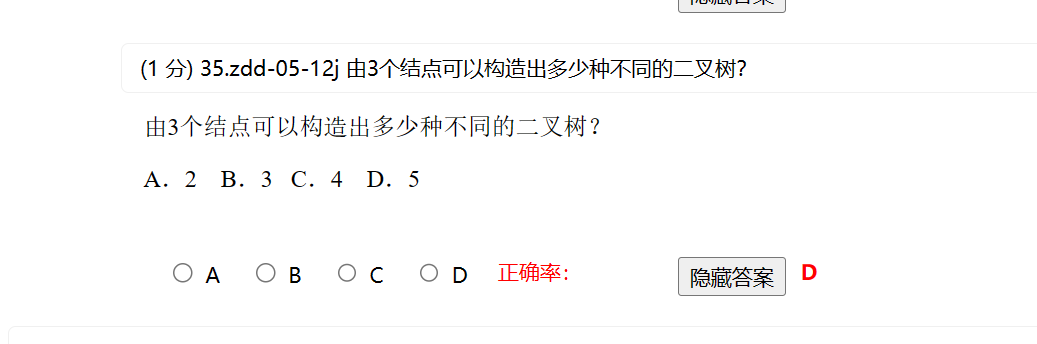 隐藏答案
(1 分) 35.zdd-05-12j 由3个结点可以构造出多少种不同的二叉树?
由3个结点可以构造出多少种不同的二叉树？
A．2 B．3 C．4 D．5
A B C D 正确率： 隐藏答案 D